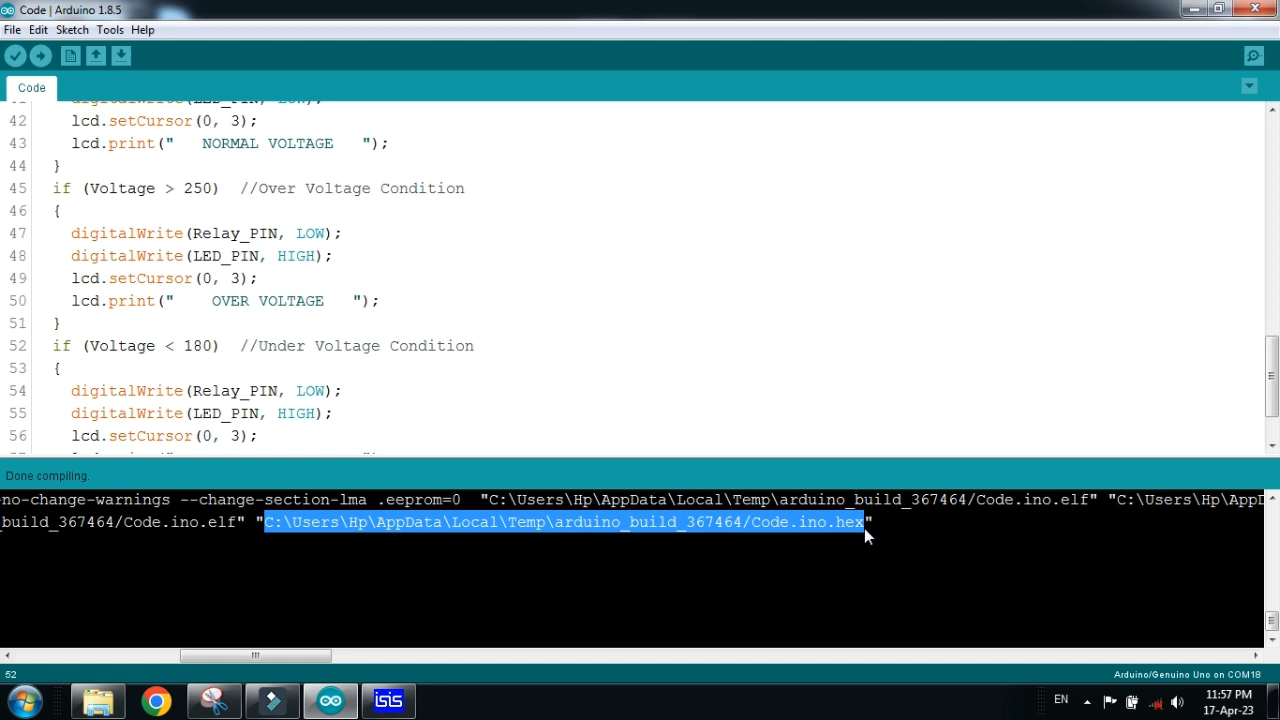 Code | Arduino 1.8.5
File Edit Sketch Tools Help
Code
41 digitalWrite(LED_PIN, LOW);
42 lcd.setCursor(0, 3);
43 lcd.print("   NORMAL VOLTAGE   ");
44 }
45 if (Voltage > 250)  //Over Voltage Condition
46 {
47 digitalWrite(Relay_PIN, LOW);
48 digitalWrite(LED_PIN, HIGH);
49 lcd.setCursor(0, 3);
50 lcd.print("    OVER VOLTAGE   ");
51 }
52 if (Voltage < 180)  //Under Voltage Condition
53 {
54 digitalWrite(Relay_PIN, LOW);
55 digitalWrite(LED_PIN, HIGH);
56 lcd.setCursor(0, 3);
Done compiling.
-no-change-warnings --change-section-lma .eeprom=0  "C:\Users\Hp\AppData\Local\Temp\arduino_build_367464/Code.ino.elf" "C:\Users\Hp\AppD
_build_367464/Code.ino.elf" "C:\Users\Hp\AppData\Local\Temp\arduino_build_367464/Code.ino.hex"
52 Arduino/Genuino Uno on COM18
isis EN 11:57 PM
17-Apr-23